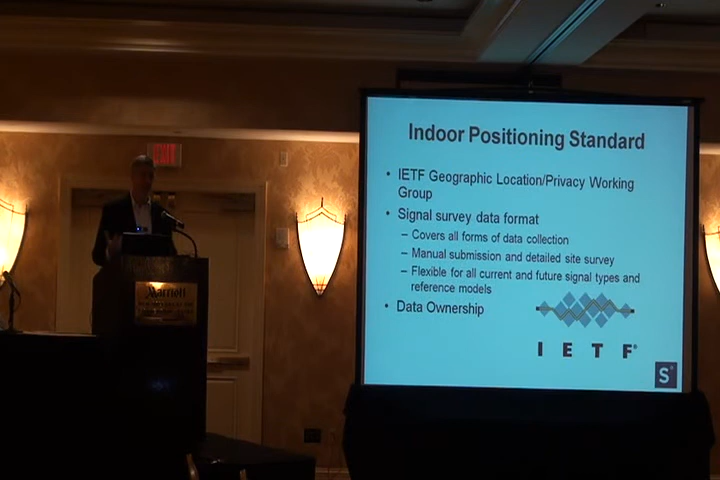 Indoor Positioning Standard
• IETF Geographic Location/Privacy Working
Group
• Signal survey data format
– Covers all forms of data collection
– Manual submission and detailed site survey
– Flexible for all current and future signal types and
reference models
• Data Ownership
I E T F®
S
EXIT
Marriott